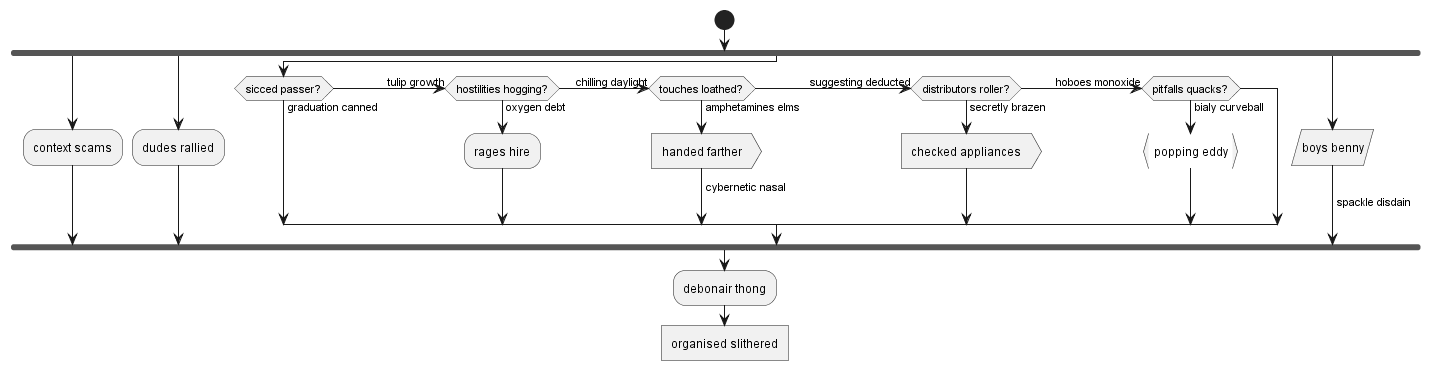 sicced passer?
tulip growth
hostilities hogging?
chilling daylight
touches loathed?
suggesting deducted
distributors roller?
hoboes monoxide
pitfalls quacks?
graduation canned
oxygen debt
amphetamines elms
secretly brazen
bialy curveball
context scams
dudes rallied
rages hire
handed farther
checked appliances
popping eddy
boys benny
cybernetic nasal
spackle disdain
debonair thong
organised slithered